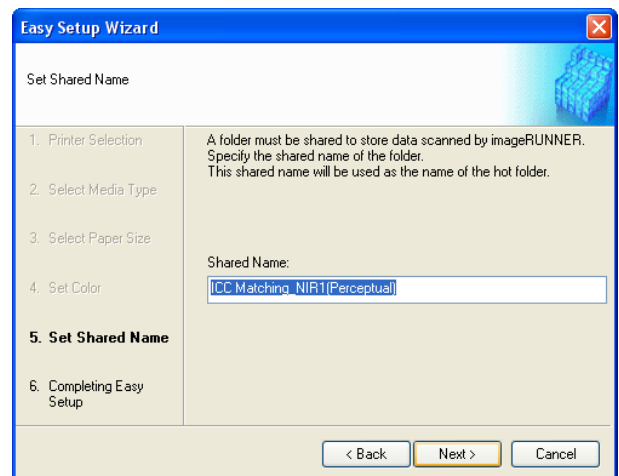 Easy Setup Wizard
Set Shared Name
1. Printer Selection
2. Select Media Type
3. Select Paper Size
4. Set Color
5. Set Shared Name
6. Completing Easy
Setup
A folder must be shared to store data scanned by imageRUNNER.
Specify the shared name of the folder.
This shared name will be used as the name of the hot folder.
Shared Name:
ICC Matching_NIR1(Perceptual)
< Back
Next >
Cancel